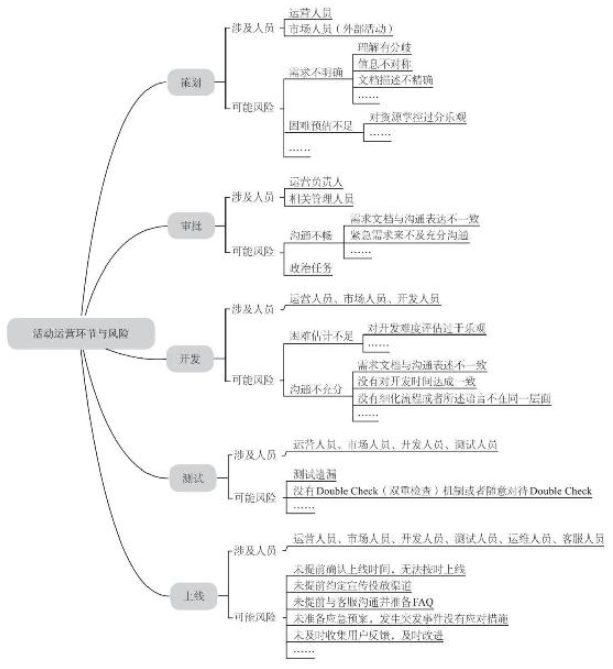 活动运营环节与风险
策划
涉及人员
运营人员
市场人员（外部活动）
可能风险
需求不明确
理解有分歧
信息不对称
文档描述不精确
……
困难预估不足
对资源掌控过分乐观
……
……
审批
涉及人员
运营负责人
相关管理人员
可能风险
沟通不畅
需求文档与沟通表达不一致
紧急需求来不及充分沟通
……
政治任务
开发
涉及人员
运营人员、市场人员、开发人员
可能风险
困难估计不足
对开发难度评估过于乐观
……
沟通不充分
需求文档与沟通表述不一致
没有对开发时间达成一致
没有细化流程或者所述语言不在同一层面
……
测试
涉及人员
运营人员、市场人员、开发人员、测试人员
可能风险
测试遗漏
没有Double Check（双重检查）机制或者随意对待Double Check
……
上线
涉及人员
运营人员、市场人员、开发人员、测试人员、运维人员、客服人员
可能风险
未提前确认上线时间，无法按时上线
未提前约定宣传投放渠道
未提前与客服沟通并准备FAQ
未准备应急预案，发生突发事件没有应对措施
未及时收集用户反馈，及时改进
……